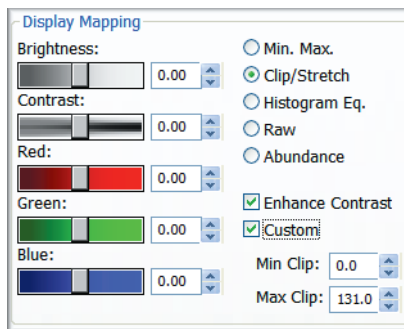 Display Mapping
Brightness:
0.00
Contrast:
0.00
Red:
0.00
Green:
0.00
Blue:
0.00
Min. Max.
Clip/Stretch
Histogram Eq.
Raw
Abundance
Enhance Contrast
Custom
Min Clip: 0.0
Max Clip: 131.0